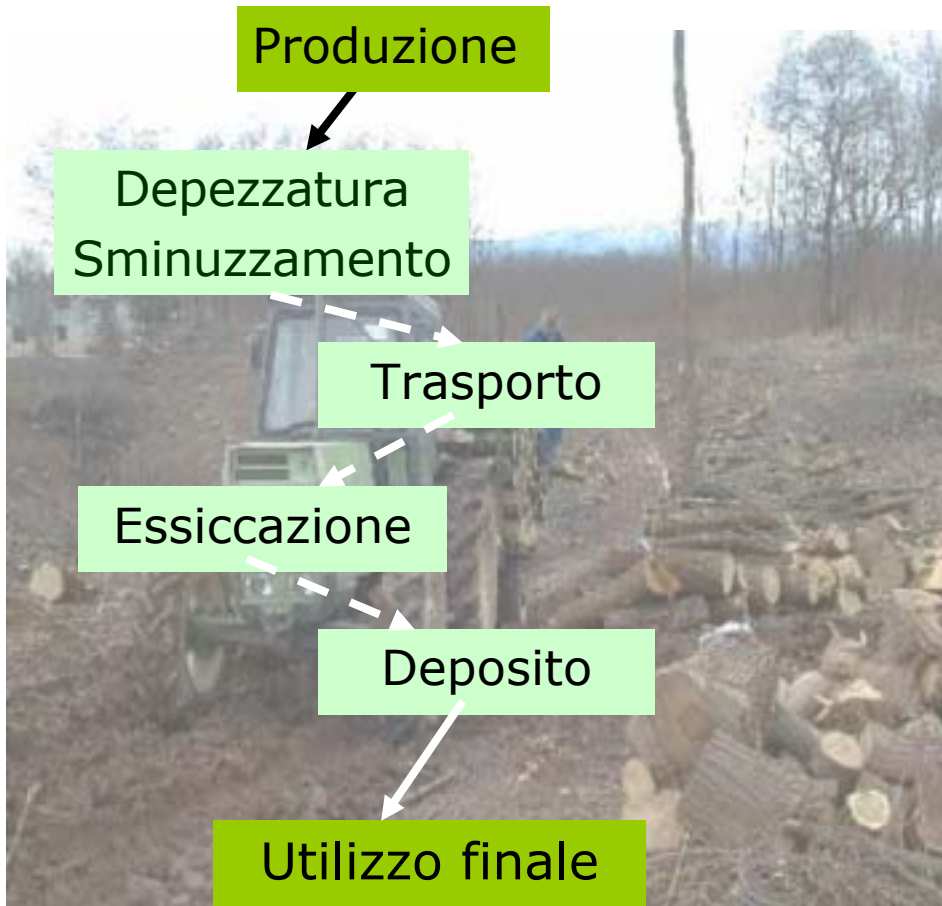 Produzione
Depezzatura
Sminuzzamento
Trasporto
Essiccazione
Deposito
Utilizzo finale